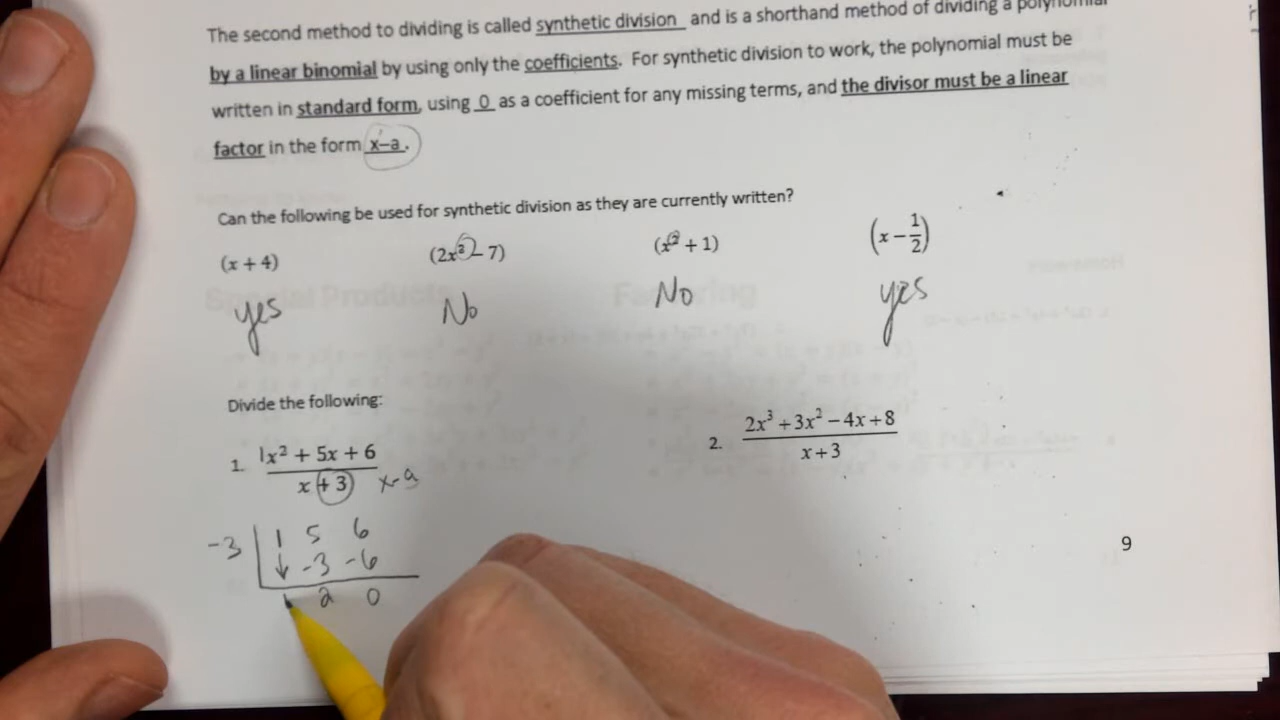 The second method to dividing is called synthetic division and is a shorthand method of dividing a polynomial
by a linear binomial by using only the coefficients. For synthetic division to work, the polynomial must be
written in standard form, using 0 as a coefficient for any missing terms, and the divisor must be a linear
factor in the form x–a.
Can the following be used for synthetic division as they are currently written?
(x + 4) (2x² – 7) (x² + 1) (x – 1/2)
yes No No yes
Divide the following:
1. 1x² + 5x + 6 / x + 3 x-a
2. 2x³ + 3x² – 4x + 8 / x + 3
-3 1 5 6
↓ -3 -6
1 2 0
9